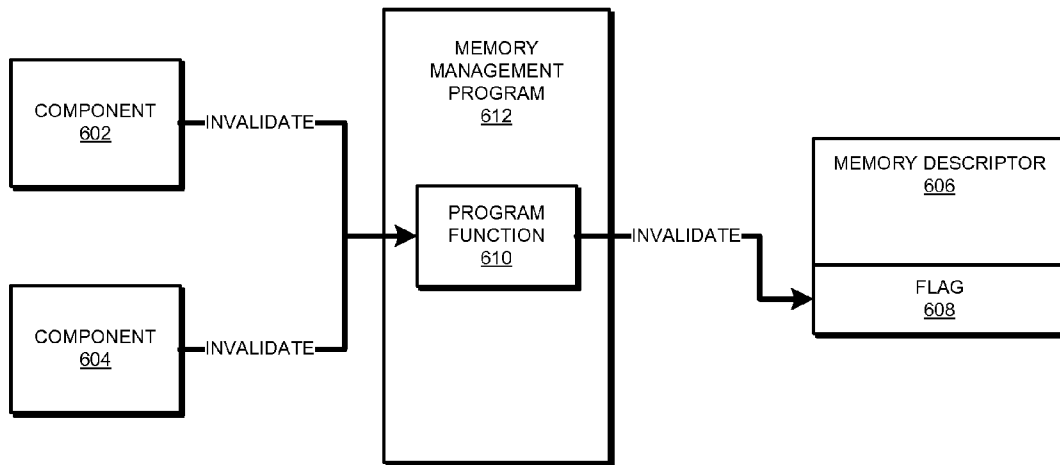 COMPONENT
602
INVALIDATE
COMPONENT
604
INVALIDATE
MEMORY
MANAGEMENT
PROGRAM
612
PROGRAM
FUNCTION
610
INVALIDATE
MEMORY DESCRIPTOR
606
FLAG
608